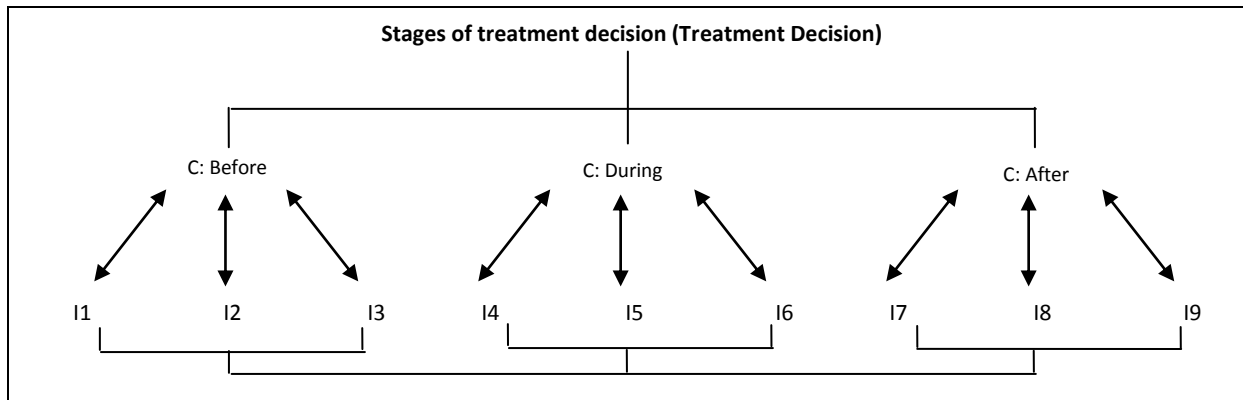 Stages of treatment decision (Treatment Decision)
C: Before C: During C: After
I1 I2 I3 I4 I5 I6 I7 I8 I9